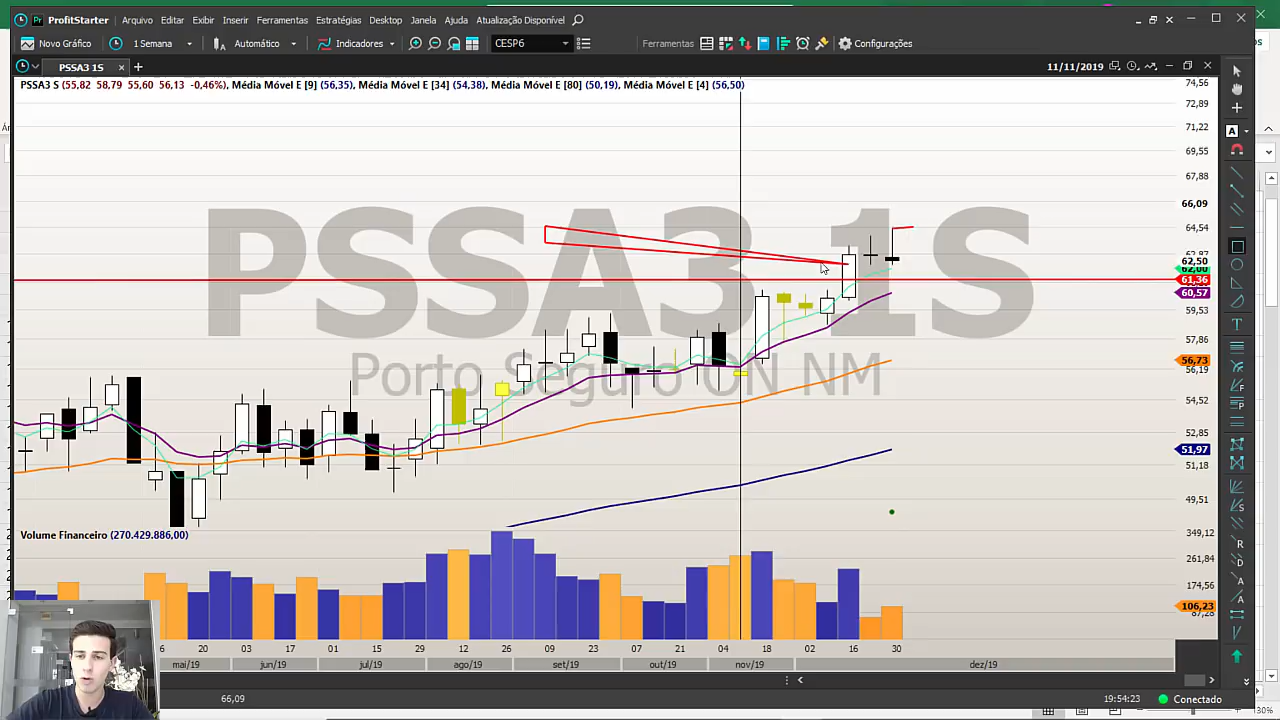 ProfitStarter Arquivo Editar Exibir Inserir Ferramentas Estratégias Desktop Janela Ajuda Atualização Disponível
Novo Gráfico 1 Semana Automático Indicadores CESP6 Ferramentas Configurações
PSSA3 1S 11/11/2019
PSSA3 S (55,82 58,79 55,60 56,13 -0,46%), Média Móvel E [9] (56,35), Média Móvel E [34] (54,38), Média Móvel E [80] (50,19), Média Móvel E [4] (56,50)
74,56
72,89
71,22
69,55
67,88
66,09
64,54
62,50
62,00
61,36
60,57
59,53
57,86
56,73
56,19
54,52
52,85
51,97
51,18
49,51
PSSA3 1S
Porto Seguro ON NM
Volume Financeiro (270.429.886,00)
349,12
261,84
174,56
106,23
87,28
6 20 03 17 01 15 29 12 26 09 23 07 21 04 18 02 16 30
mai/19 jun/19 jul/19 ago/19 set/19 out/19 nov/19 dez/19
66,09 19:54:23 Conectado
30%